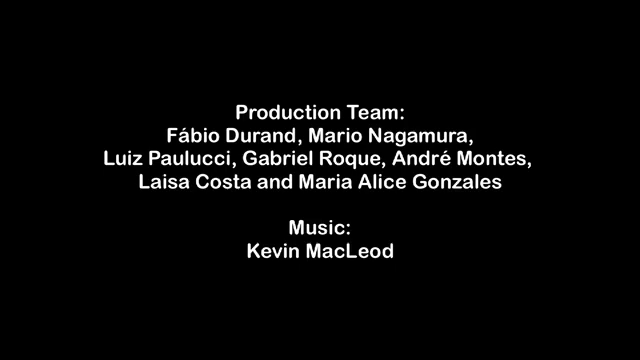 Production Team:
Fábio Durand, Mario Nagamura,
Luiz Paulucci, Gabriel Roque, André Montes,
Laisa Costa and Maria Alice Gonzales
Music:
Kevin MacLeod